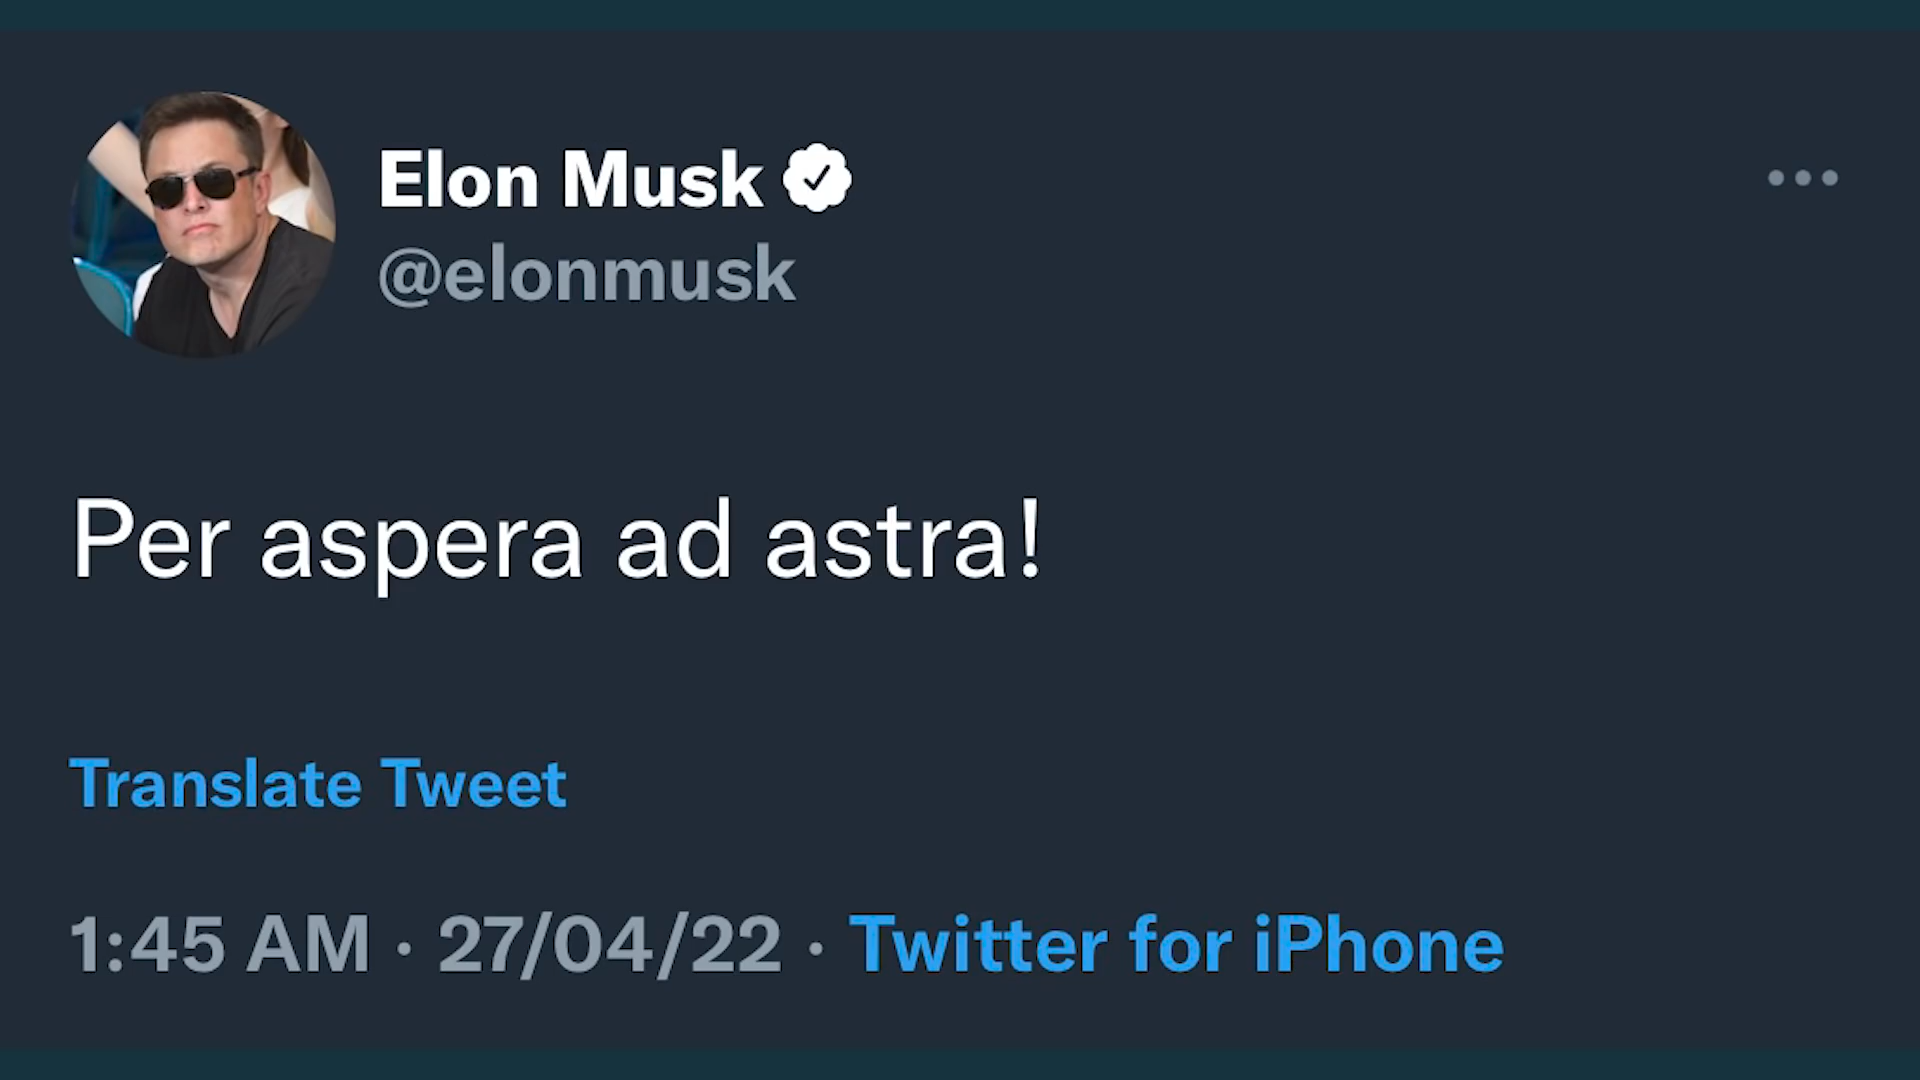 Elon Musk
@elonmusk
Per aspera ad astra!
Translate Tweet
1:45 AM · 27/04/22 · Twitter for iPhone